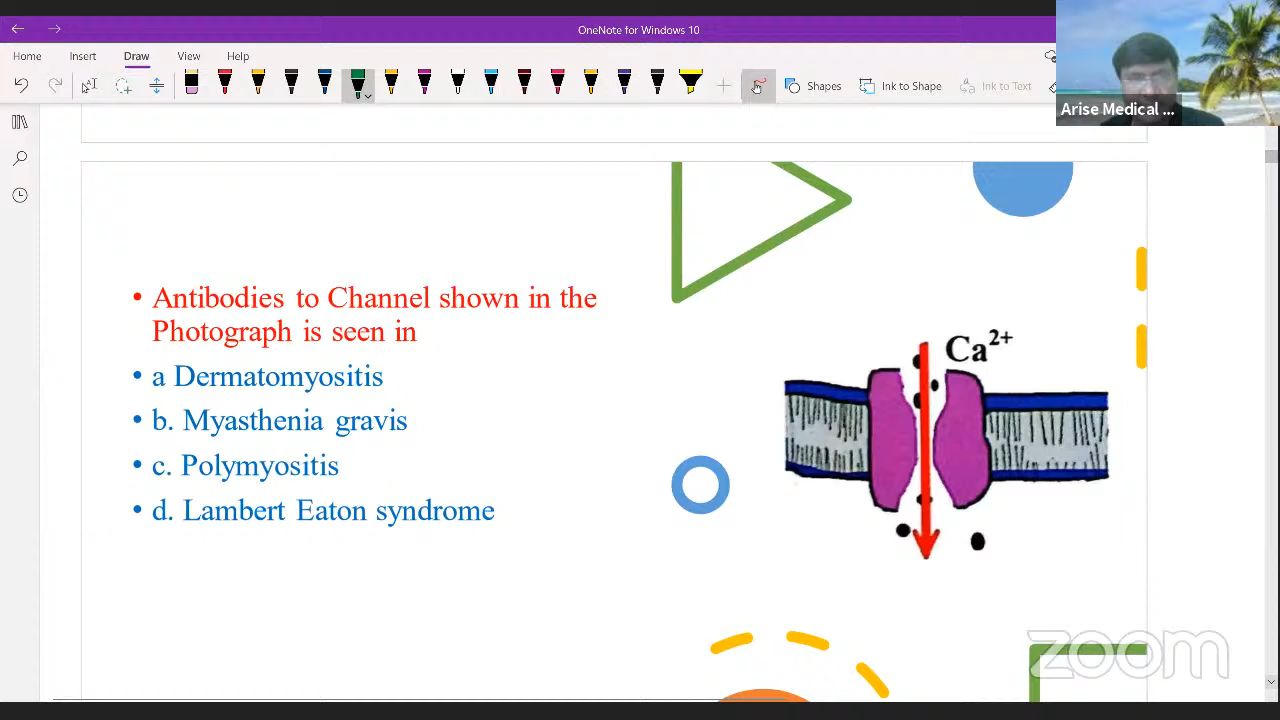 OneNote for Windows 10
Home Insert Draw View Help
Shapes Ink to Shape Ink to Text
Arise Medical ...
• Antibodies to Channel shown in the
Photograph is seen in
• a Dermatomyositis
• b. Myasthenia gravis
• c. Polymyositis
• d. Lambert Eaton syndrome
Ca²⁺
zoom